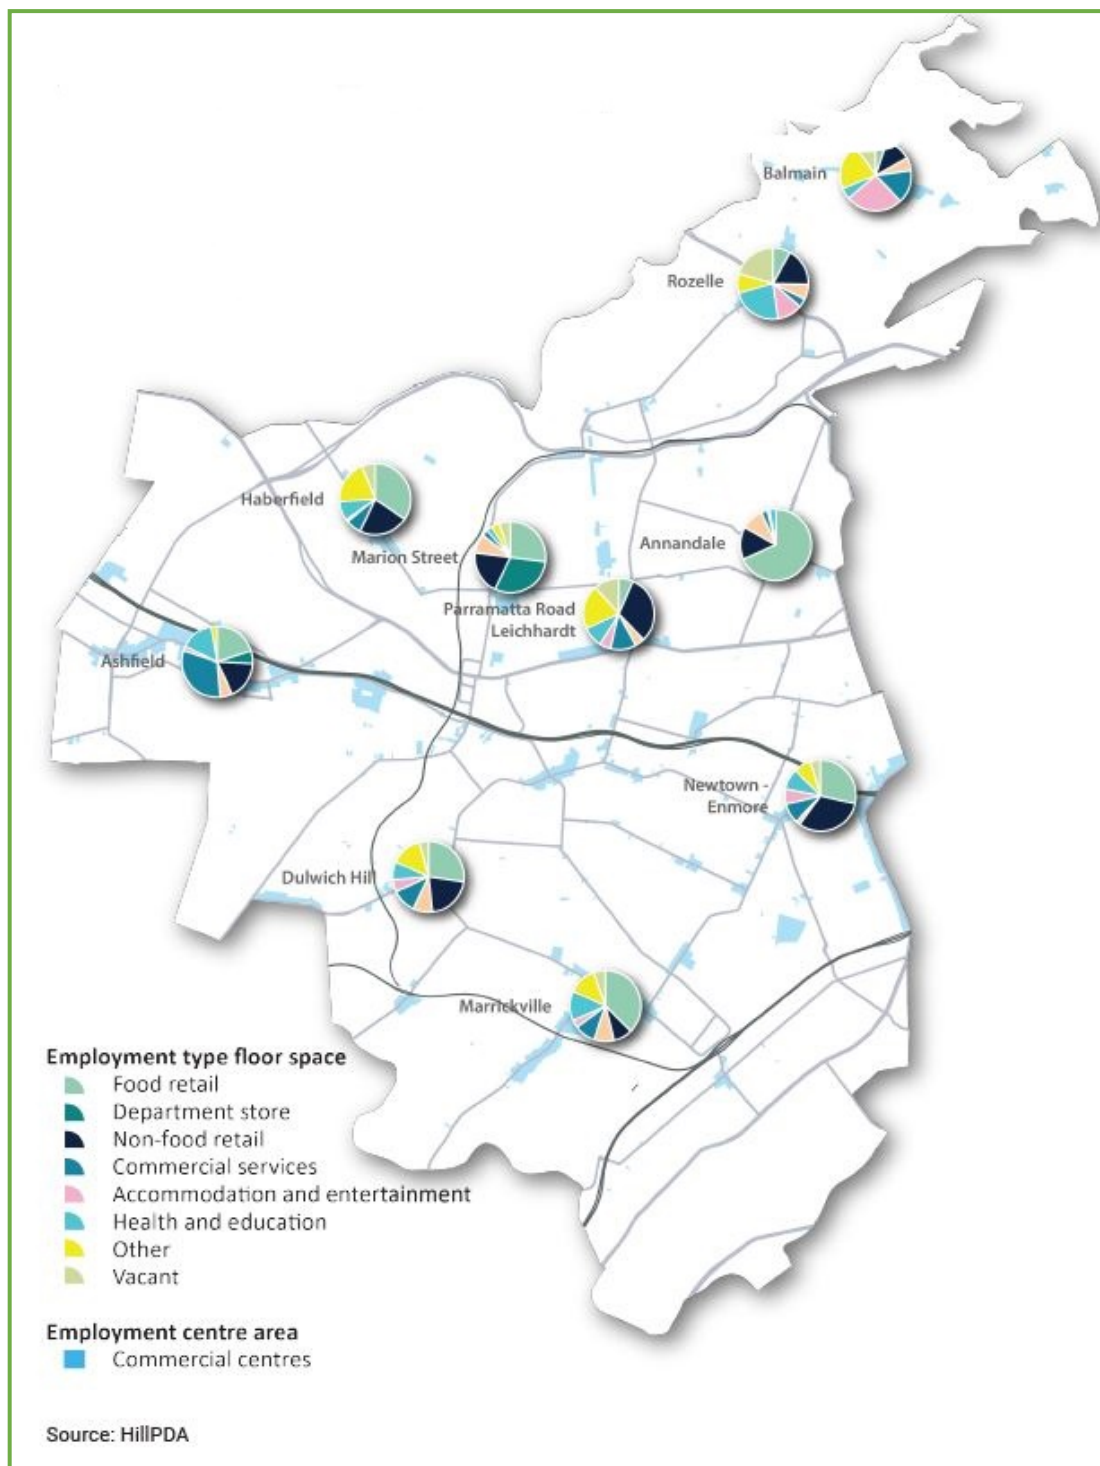 Balmain
Rozelle
Haberfield
Marion Street
Annandale
Parramatta Road
Leichhardt
Ashfield
Newtown -
Enmore
Dulwich Hill
Marrickville
Employment type floor space
Food retail
Department store
Non-food retail
Commercial services
Accommodation and entertainment
Health and education
Other
Vacant
Employment centre area
Commercial centres
Source: HillPDA